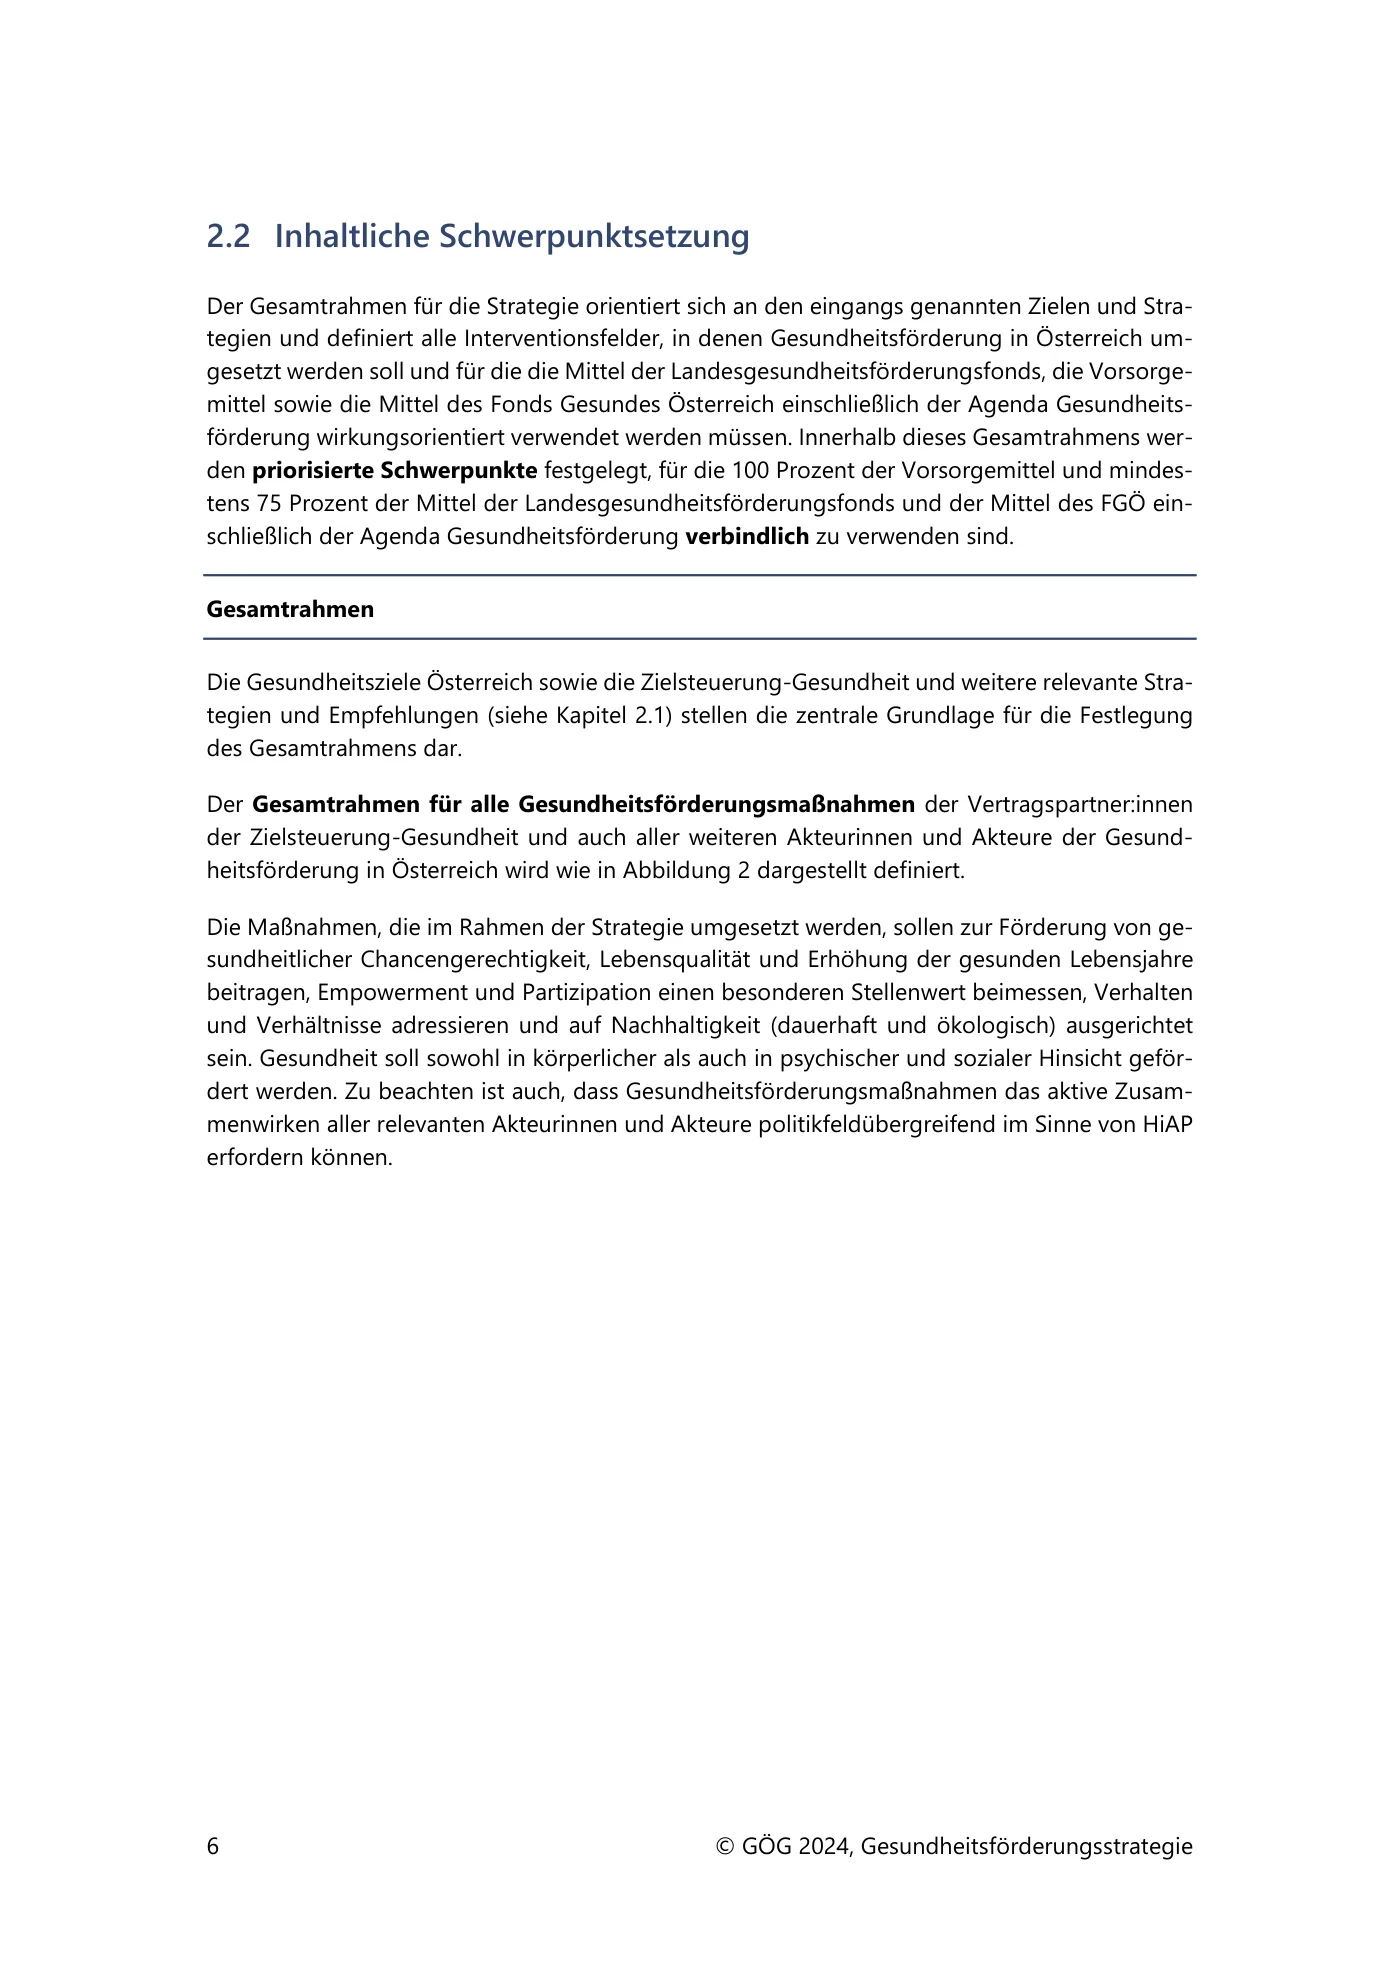 2.2 Inhaltliche Schwerpunktsetzung
Der Gesamtrahmen für die Strategie orientiert sich an den eingangs genannten Zielen und Stra-
tegien und definiert alle Interventionsfelder, in denen Gesundheitsförderung in Österreich um-
gesetzt werden soll und für die die Mittel der Landesgesundheitsförderungsfonds, die Vorsorge-
mittel sowie die Mittel des Fonds Gesundes Österreich einschließlich der Agenda Gesundheits-
förderung wirkungsorientiert verwendet werden müssen. Innerhalb dieses Gesamtrahmens wer-
den priorisierte Schwerpunkte festgelegt, für die 100 Prozent der Vorsorgemittel und mindes-
tens 75 Prozent der Mittel der Landesgesundheitsförderungsfonds und der Mittel des FGÖ ein-
schließlich der Agenda Gesundheitsförderung verbindlich zu verwenden sind.
Gesamtrahmen
Die Gesundheitsziele Österreich sowie die Zielsteuerung-Gesundheit und weitere relevante Stra-
tegien und Empfehlungen (siehe Kapitel 2.1) stellen die zentrale Grundlage für die Festlegung
des Gesamtrahmens dar.
Der Gesamtrahmen für alle Gesundheitsförderungsmaßnahmen der Vertragspartner:innen
der Zielsteuerung-Gesundheit und auch aller weiteren Akteurinnen und Akteure der Gesund-
heitsförderung in Österreich wird wie in Abbildung 2 dargestellt definiert.
Die Maßnahmen, die im Rahmen der Strategie umgesetzt werden, sollen zur Förderung von ge-
sundheitlicher Chancengerechtigkeit, Lebensqualität und Erhöhung der gesunden Lebensjahre
beitragen, Empowerment und Partizipation einen besonderen Stellenwert beimessen, Verhalten
und Verhältnisse adressieren und auf Nachhaltigkeit (dauerhaft und ökologisch) ausgerichtet
sein. Gesundheit soll sowohl in körperlicher als auch in psychischer und sozialer Hinsicht geför-
dert werden. Zu beachten ist auch, dass Gesundheitsförderungsmaßnahmen das aktive Zusam-
menwirken aller relevanten Akteurinnen und Akteure politikfeldübergreifend im Sinne von HiAP
erfordern können.
6 © GÖG 2024, Gesundheitsförderungsstrategie